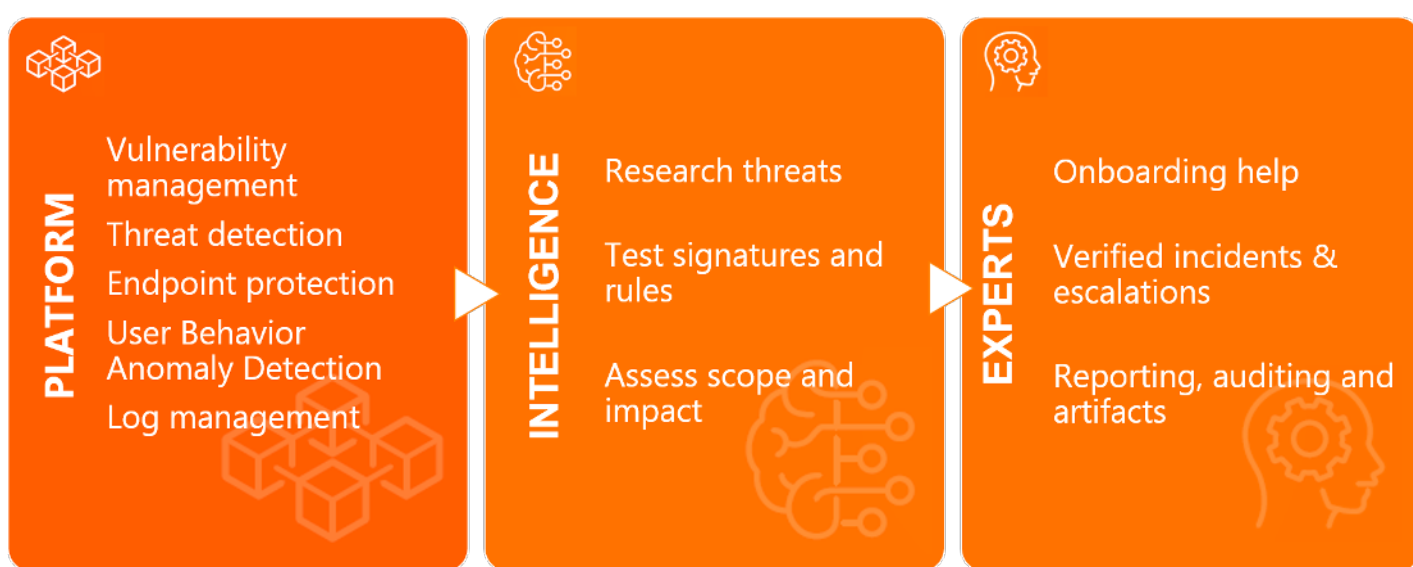 PLATFORM
Vulnerability
management
Threat detection
Endpoint protection
User Behavior
Anomaly Detection
Log management
INTELLIGENCE
Research threats
Test signatures and
rules
Assess scope and
impact
EXPERTS
Onboarding help
Verified incidents &
escalations
Reporting, auditing and
artifacts